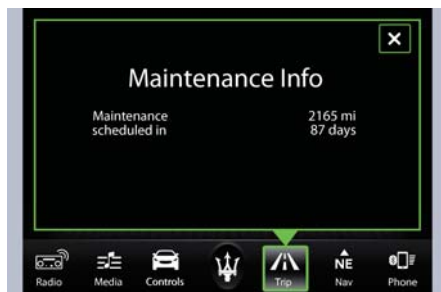 Maintenance Info
Maintenance 2165 mi
scheduled in 87 days
Radio Media Controls Trip NE Nav Phone